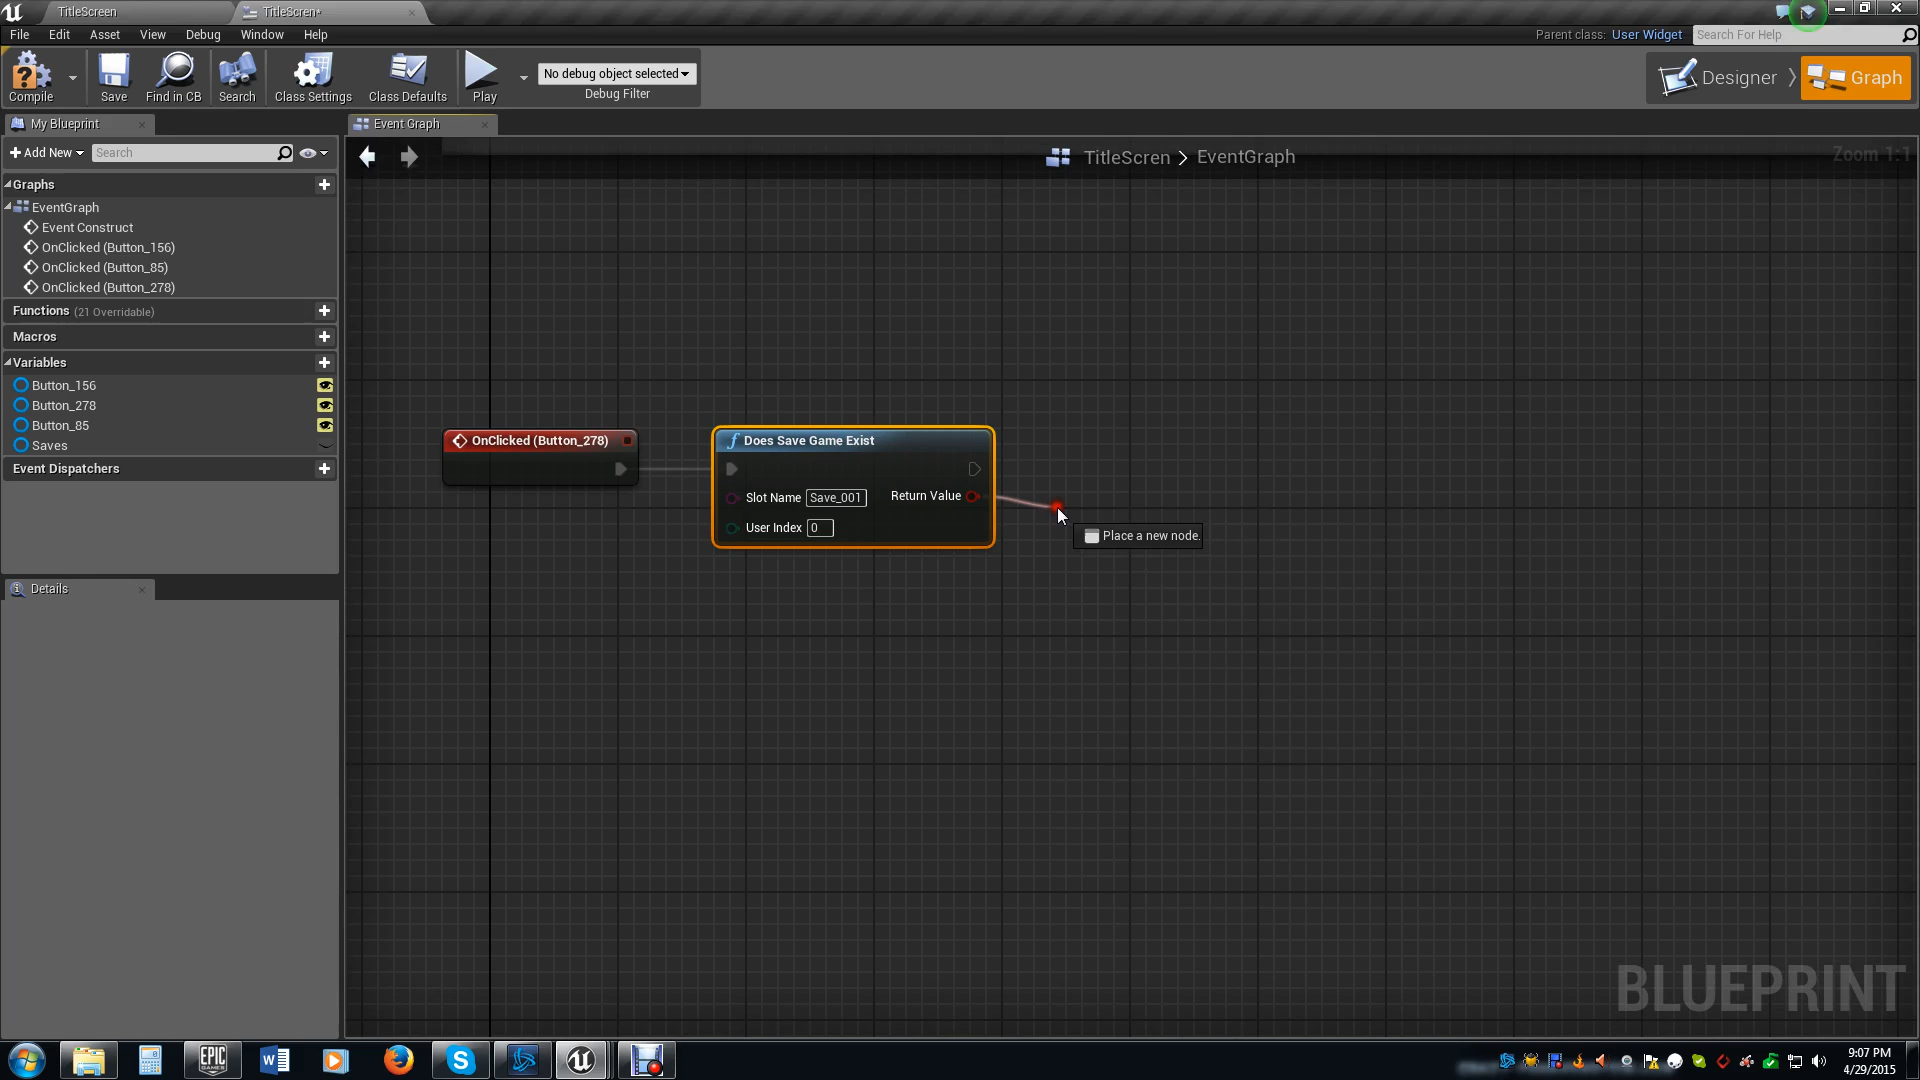 TitleScreen
TitleScren*
File Edit Asset View Debug Window Help
Parent class: User Widget
Search For Help
Compile
Save
Find in CB
Search
Class Settings
Class Defaults
Play
No debug object selected
Debug Filter
Designer
Graph
My Blueprint
Event Graph
Add New
Search
TitleScren > EventGraph
Zoom 1:1
Graphs
EventGraph
Event Construct
OnClicked (Button_156)
OnClicked (Button_85)
OnClicked (Button_278)
Functions (21 Overridable)
Macros
Variables
Button_156
Button_278
Button_85
Saves
Event Dispatchers
Details
OnClicked (Button_278)
Does Save Game Exist
Slot Name Save_001
Return Value
User Index 0
Place a new node.
BLUEPRINT
EPIC
GAMES
9:07 PM
4/29/2015